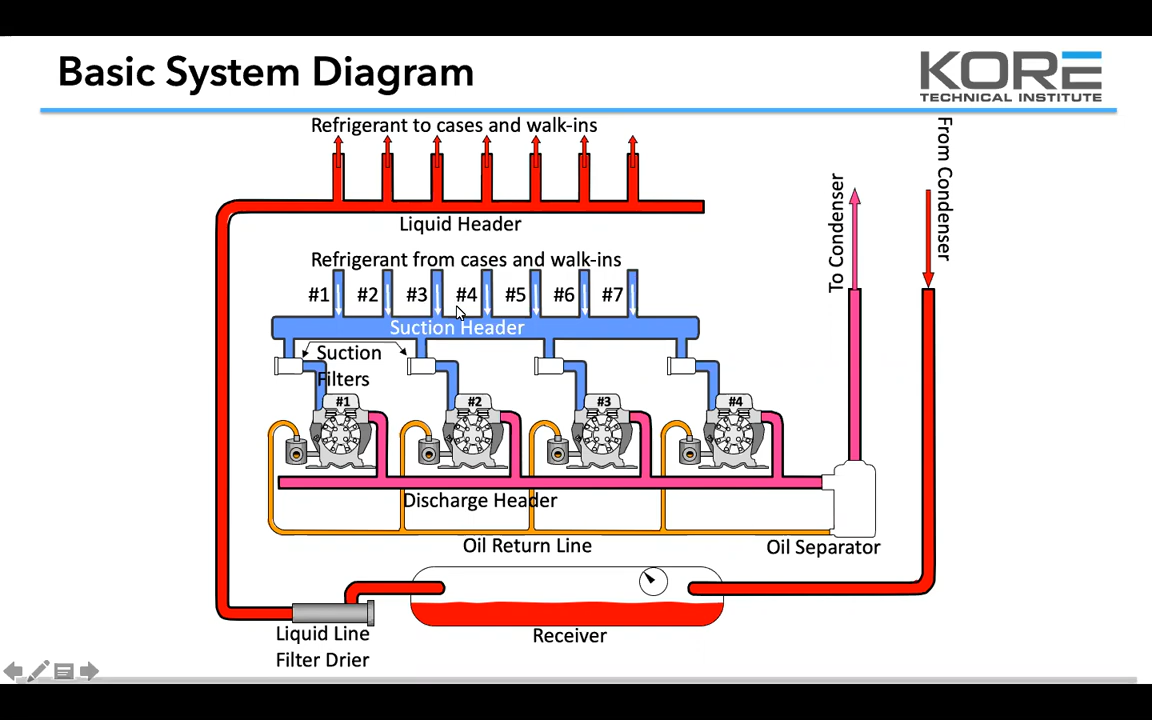 Basic System Diagram
KORE
TECHNICAL INSTITUTE
Refrigerant to cases and walk-ins
From Condenser
To Condenser
Liquid Header
Refrigerant from cases and walk-ins
#1 #2 #3 #4 #5 #6 #7
Suction Header
Suction
Filters
#1 #2 #3 #4
Discharge Header
Oil Return Line
Oil Separator
Receiver
Liquid Line
Filter Drier